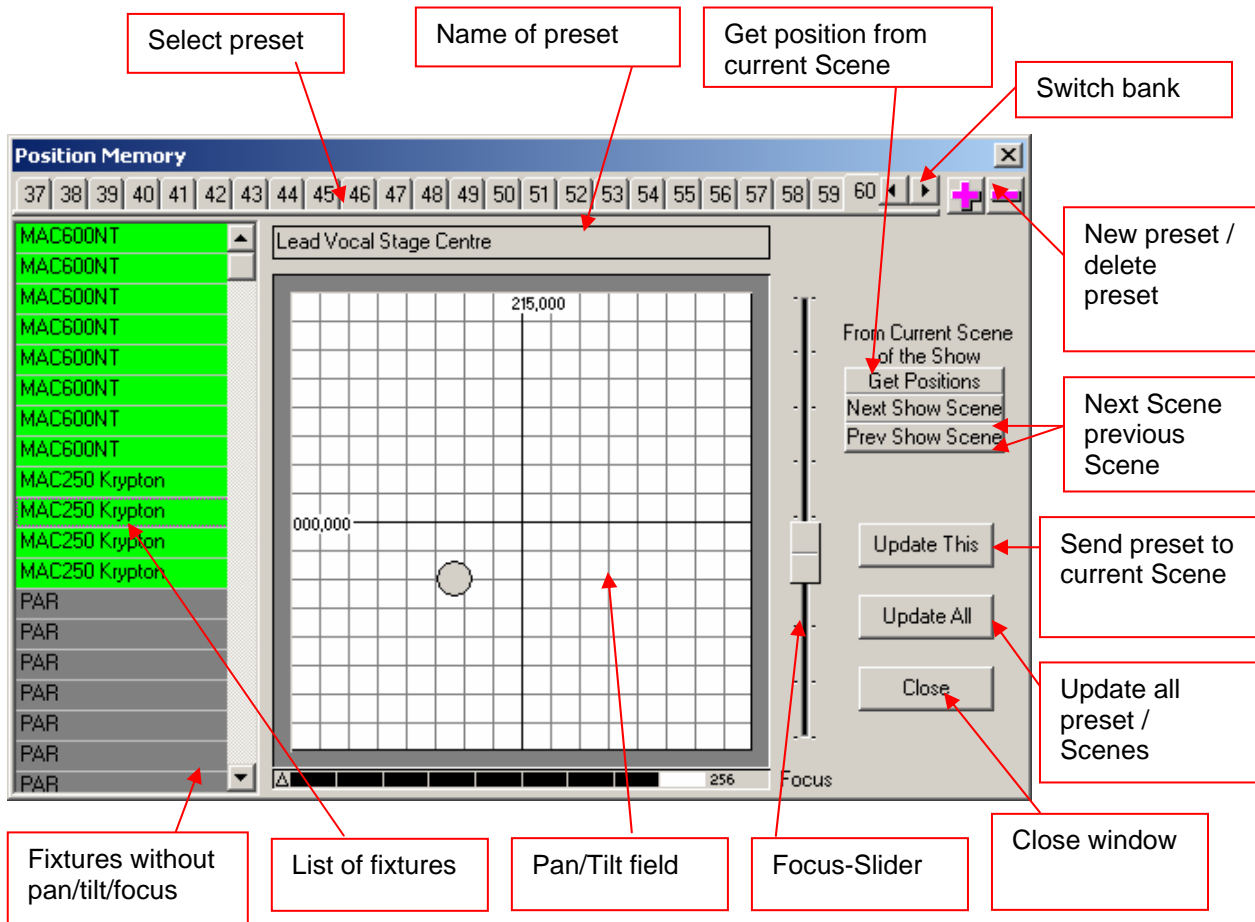 Select preset
Name of preset
Get position from
current Scene
Switch bank
Position Memory
37 38 39 40 41 42 43 44 45 46 47 48 49 50 51 52 53 54 55 56 57 58 59 60
MAC600NT
MAC600NT
MAC600NT
MAC600NT
MAC600NT
MAC600NT
MAC600NT
MAC600NT
MAC250 Krypton
MAC250 Krypton
MAC250 Krypton
MAC250 Krypton
PAR
PAR
PAR
PAR
PAR
PAR
PAR
Lead Vocal Stage Centre
215,000
000,000
256
Focus
From Current Scene
of the Show
Get Positions
Next Show Scene
Prev Show Scene
Update This
Update All
Close
New preset /
delete
preset
Next Scene
previous
Scene
Send preset to
current Scene
Update all
preset /
Scenes
Fixtures without
pan/tilt/focus
List of fixtures
Pan/Tilt field
Focus-Slider
Close window